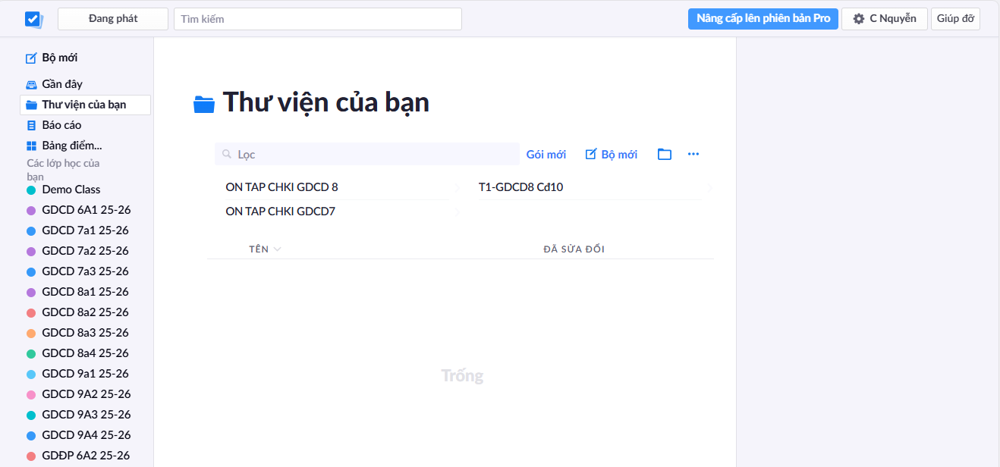 Đang phát
Tìm kiếm
Nâng cấp lên phiên bản Pro
C Nguyễn
Giúp đỡ
Bộ mới
Gần đây
Thư viện của bạn
Báo cáo
Bảng điểm...
Các lớp học của
bạn
Demo Class
GDCD 6A1 25-26
GDCD 7a1 25-26
GDCD 7a2 25-26
GDCD 7a3 25-26
GDCD 8a1 25-26
GDCD 8a2 25-26
GDCD 8a3 25-26
GDCD 8a4 25-26
GDCD 9a1 25-26
GDCD 9A2 25-26
GDCD 9A3 25-26
GDCD 9A4 25-26
GDĐP 6A2 25-26
Thư viện của bạn
Lọc
Gói mới
Bộ mới
ON TAP CHKI GDCD 8
T1-GDCD8 Cđ10
ON TAP CHKI GDCD7
TÊN
ĐÃ SỬA ĐỔI
Trống